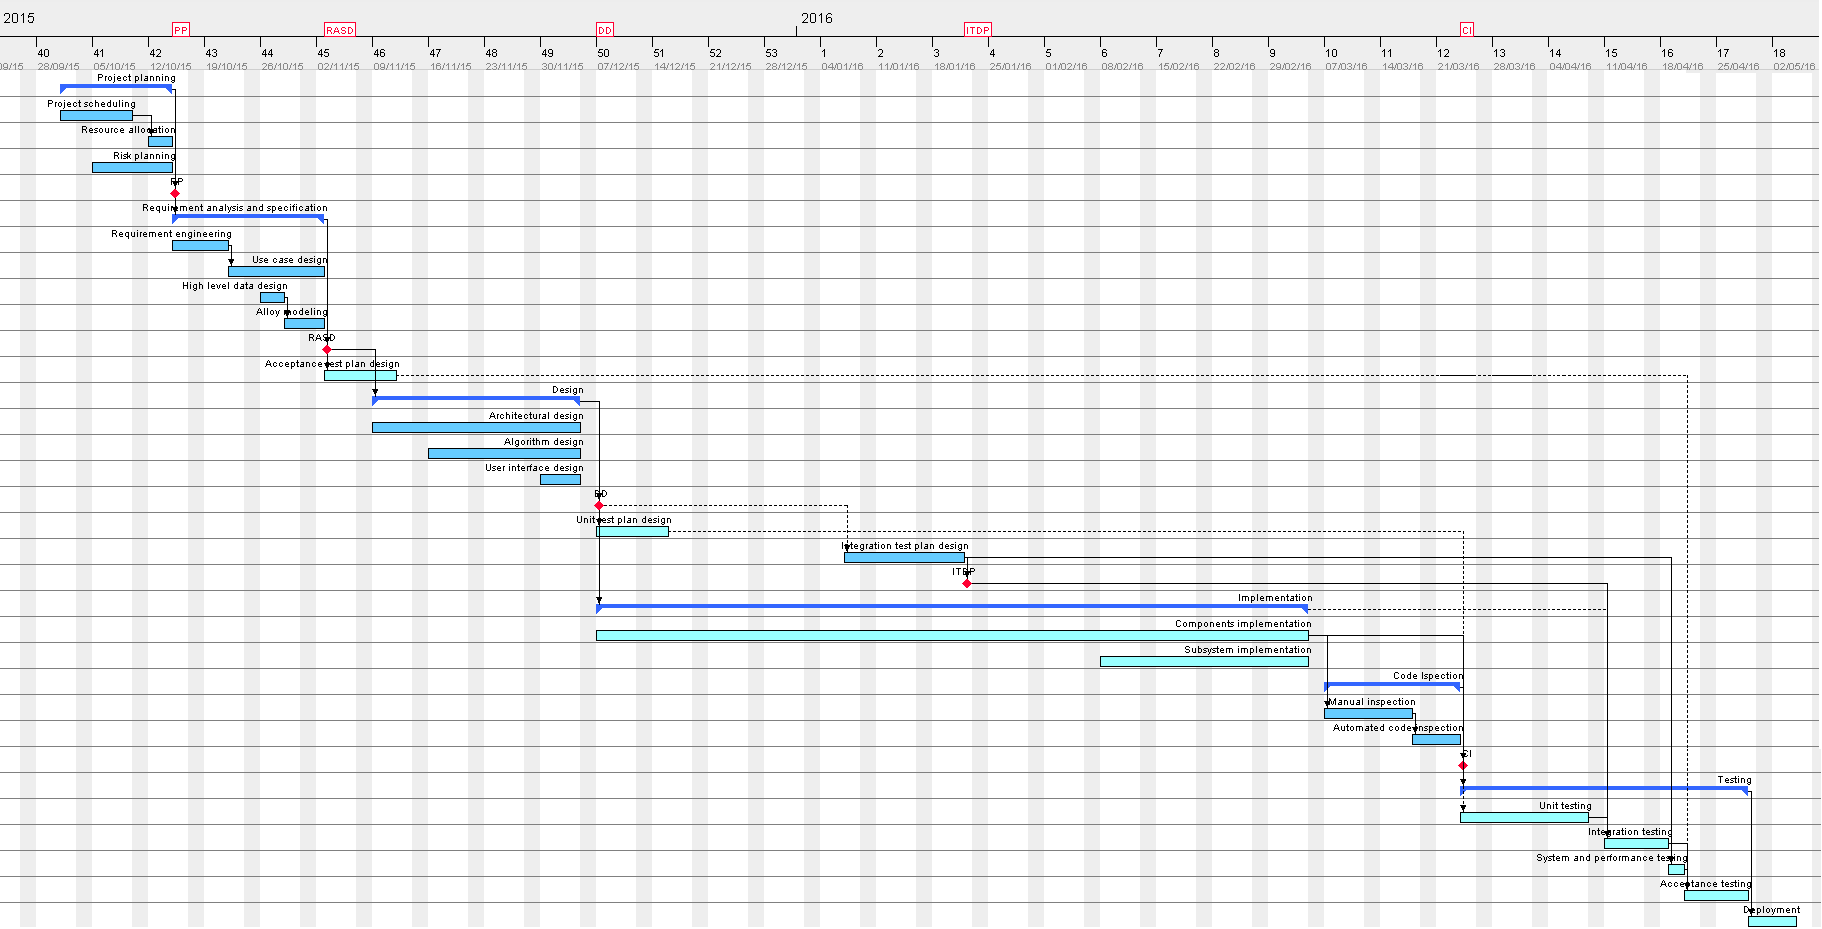 2015
2016
PP
RASD
DD
ITDP
CI
40 41 42 43 44 45 46 47 48 49 50 51 52 53 1 2 3 4 5 6 7 8 9 10 11 12 13 14 15 16 17 18
09/15 28/09/15 05/10/15 12/10/15 19/10/15 26/10/15 02/11/15 09/11/15 16/11/15 23/11/15 30/11/15 07/12/15 14/12/15 21/12/15 28/12/15 04/01/16 11/01/16 18/01/16 25/01/16 01/02/16 08/02/16 15/02/16 22/02/16 29/02/16 07/03/16 14/03/16 21/03/16 28/03/16 04/04/16 11/04/16 18/04/16 25/04/16 02/05/16
Project planning
Project scheduling
Resource allocation
Risk planning
PP
Requirement analysis and specification
Requirement engineering
Use case design
High level data design
Alloy modeling
RASD
Acceptance test plan design
Design
Architectural design
Algorithm design
User interface design
DD
Unit test plan design
Integration test plan design
ITDP
Implementation
Components implementation
Subsystem implementation
Code Ispection
Manual inspection
Automated code inspection
CI
Testing
Unit testing
Integration testing
System and performance testing
Acceptance testing
Deployment